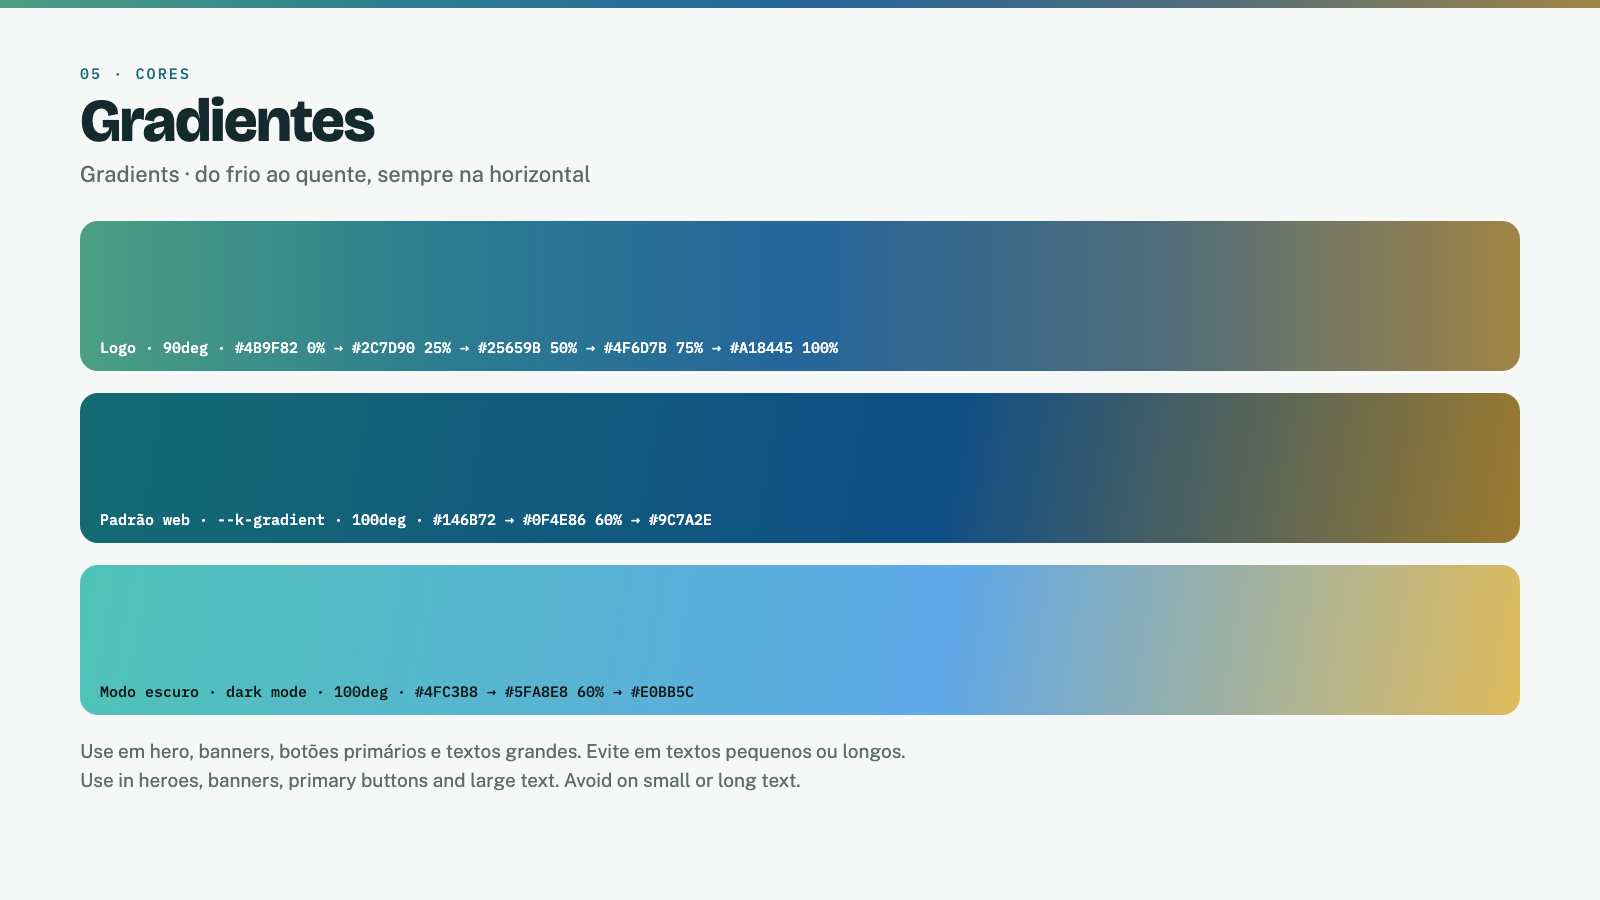 05 · CORES
Gradientes
Gradients · do frio ao quente, sempre na horizontal
Logo · 90deg · #4B9F82 0% → #2C7D90 25% → #25659B 50% → #4F6D7B 75% → #A18445 100%
Padrão web · --k-gradient · 100deg · #146B72 → #0F4E86 60% → #9C7A2E
Modo escuro · dark mode · 100deg · #4FC3B8 → #5FA8E8 60% → #E0BB5C
Use em hero, banners, botões primários e textos grandes. Evite em textos pequenos ou longos.
Use in heroes, banners, primary buttons and large text. Avoid on small or long text.